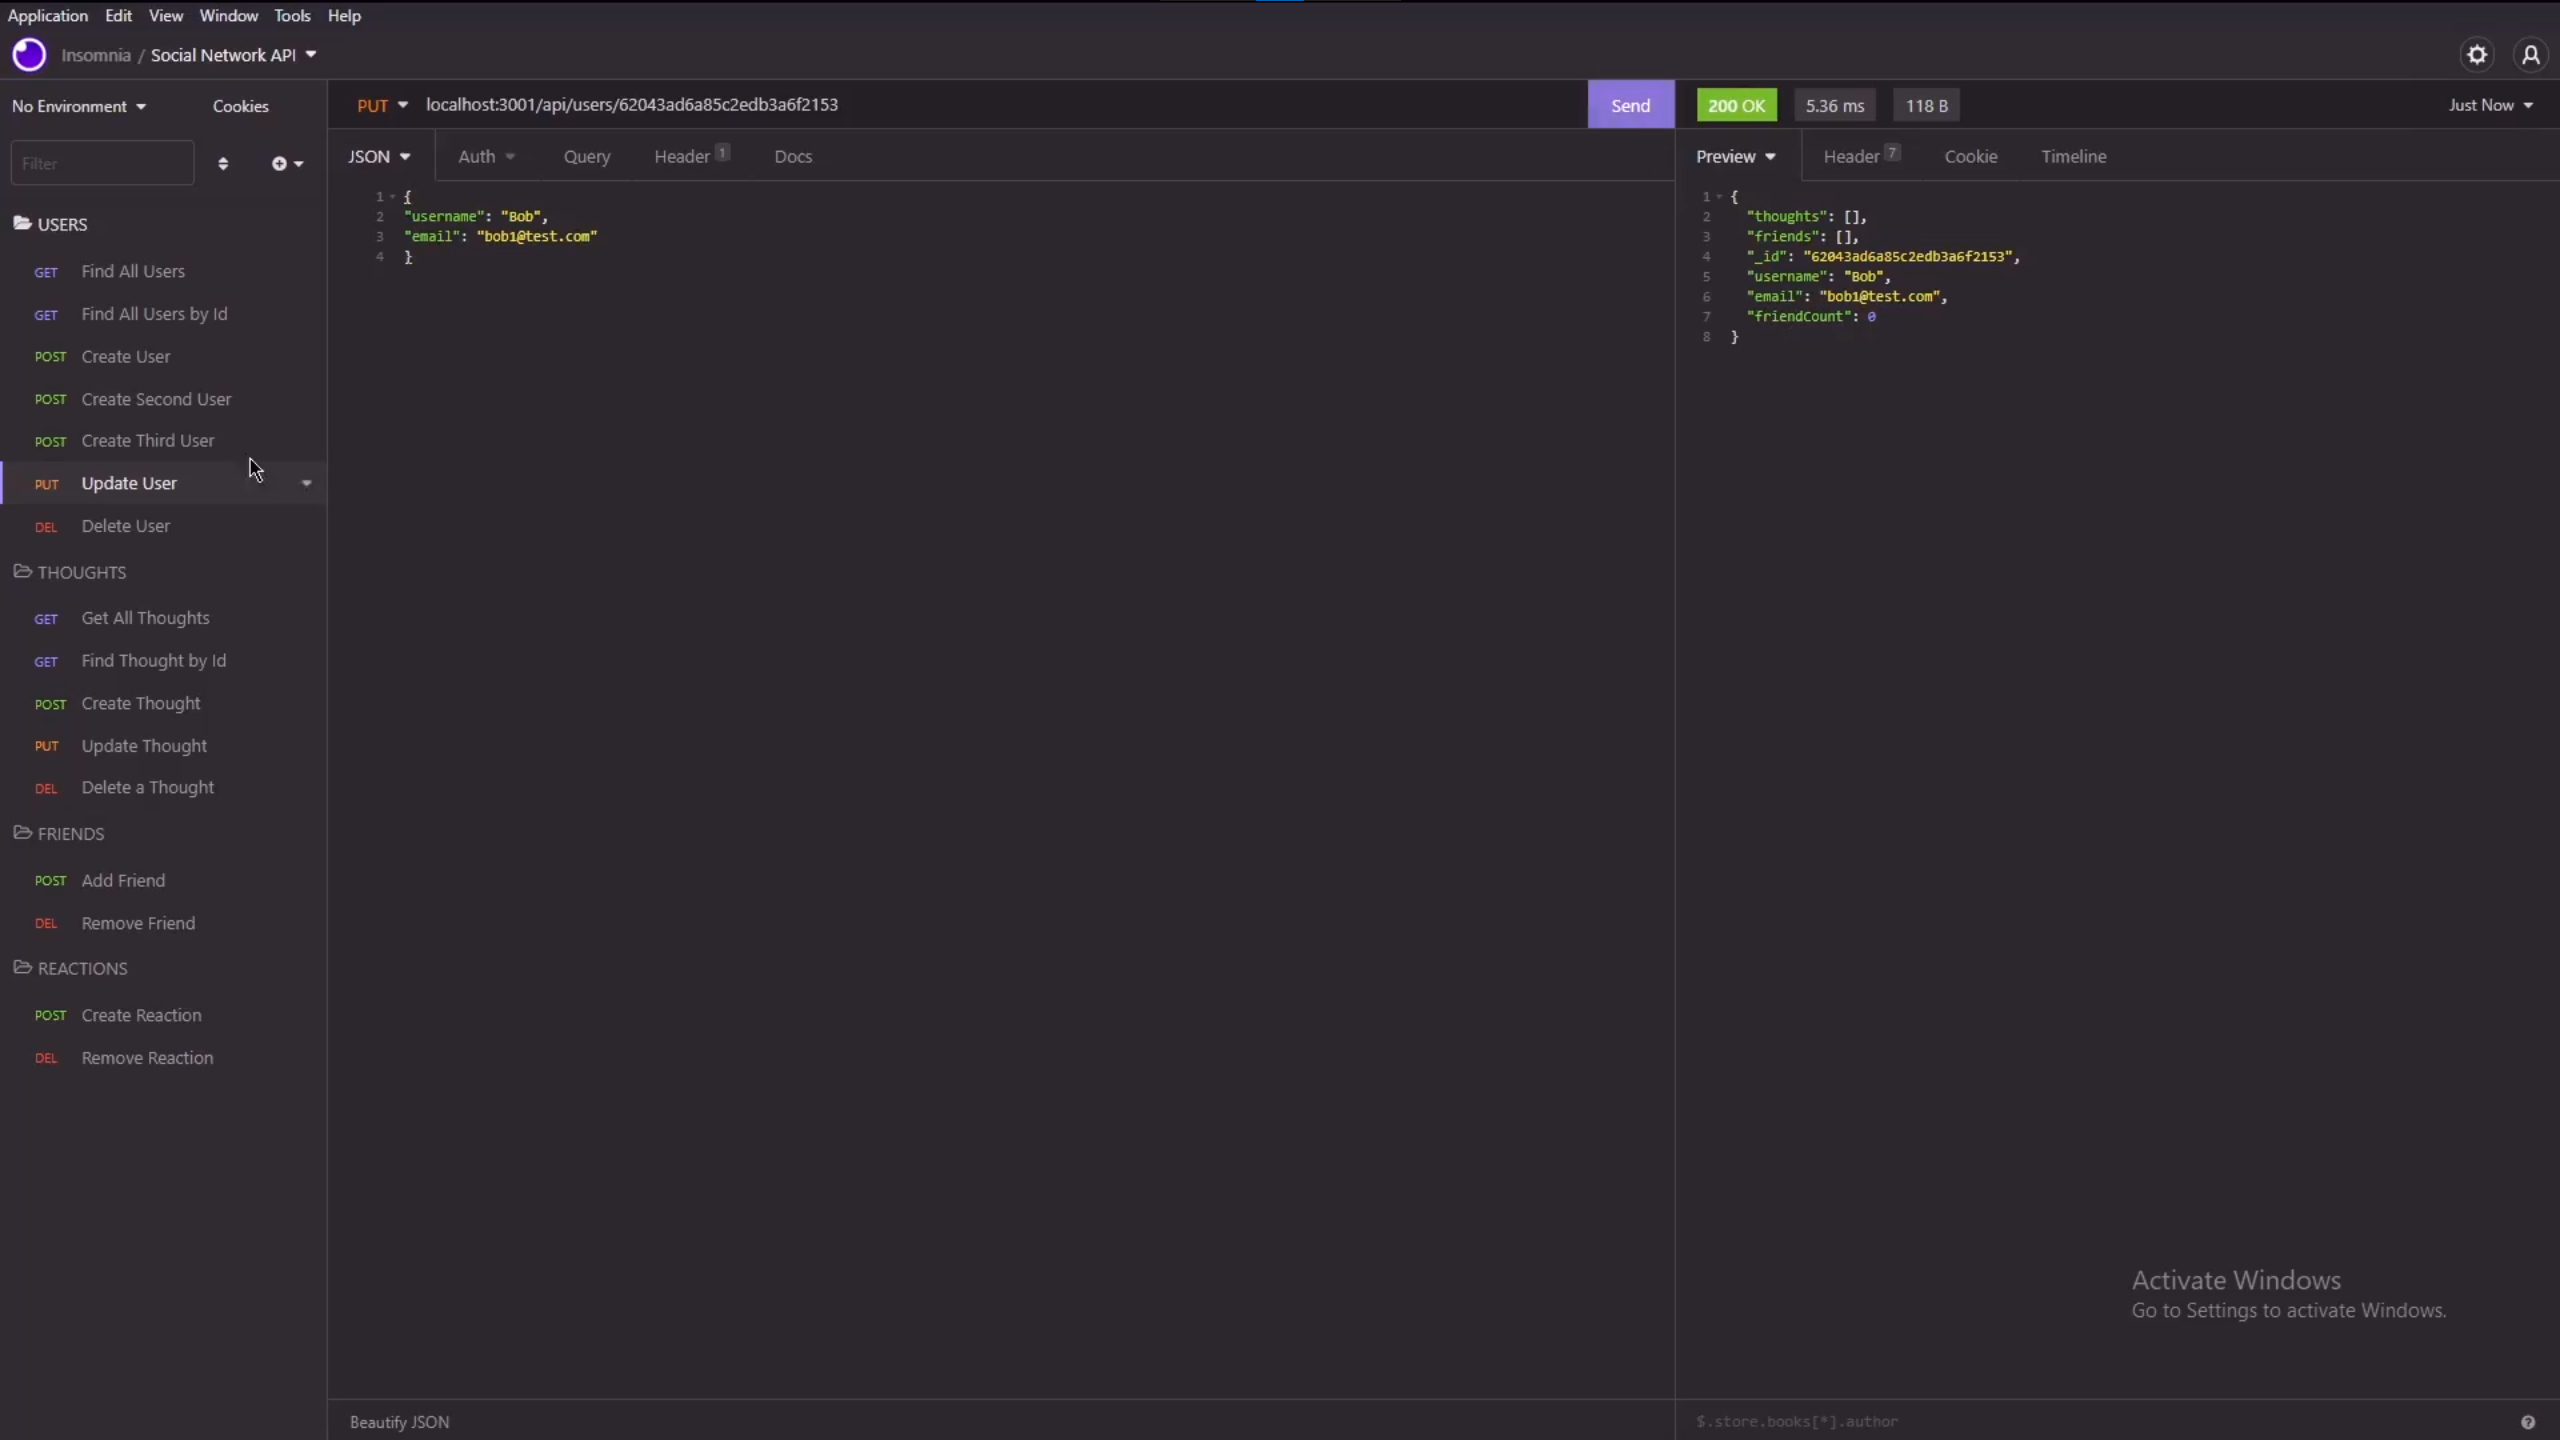 Application Edit View Window Tools Help
Insomnia / Social Network API
No Environment Cookies
Filter
USERS
GET Find All Users
GET Find All Users by Id
POST Create User
POST Create Second User
POST Create Third User
PUT Update User
DEL Delete User
THOUGHTS
GET Get All Thoughts
GET Find Thought by Id
POST Create Thought
PUT Update Thought
DEL Delete a Thought
FRIENDS
POST Add Friend
DEL Remove Friend
REACTIONS
POST Create Reaction
DEL Remove Reaction
PUT localhost:3001/api/users/62043ad6a85c2edb3a6f2153 Send
JSON Auth Query Header 1 Docs
1 {
2 "username": "Bob",
3 "email": "bob1@test.com"
4 }
Beautify JSON
200 OK 5.36 ms 118 B Just Now
Preview Header 7 Cookie Timeline
1 {
2 "thoughts": [],
3 "friends": [],
4 "_id": "62043ad6a85c2edb3a6f2153",
5 "username": "Bob",
6 "email": "bob1@test.com",
7 "friendCount": 0
8 }
Activate Windows
Go to Settings to activate Windows.
$.store.books[*].author